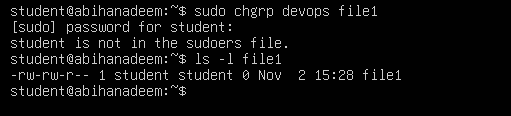 student@abihanadeem:~$ sudo chgrp devops file1
[sudo] password for student:
student is not in the sudoers file.
student@abihanadeem:~$ ls -l file1
-rw-rw-r-- 1 student student 0 Nov  2 15:28 file1
student@abihanadeem:~$